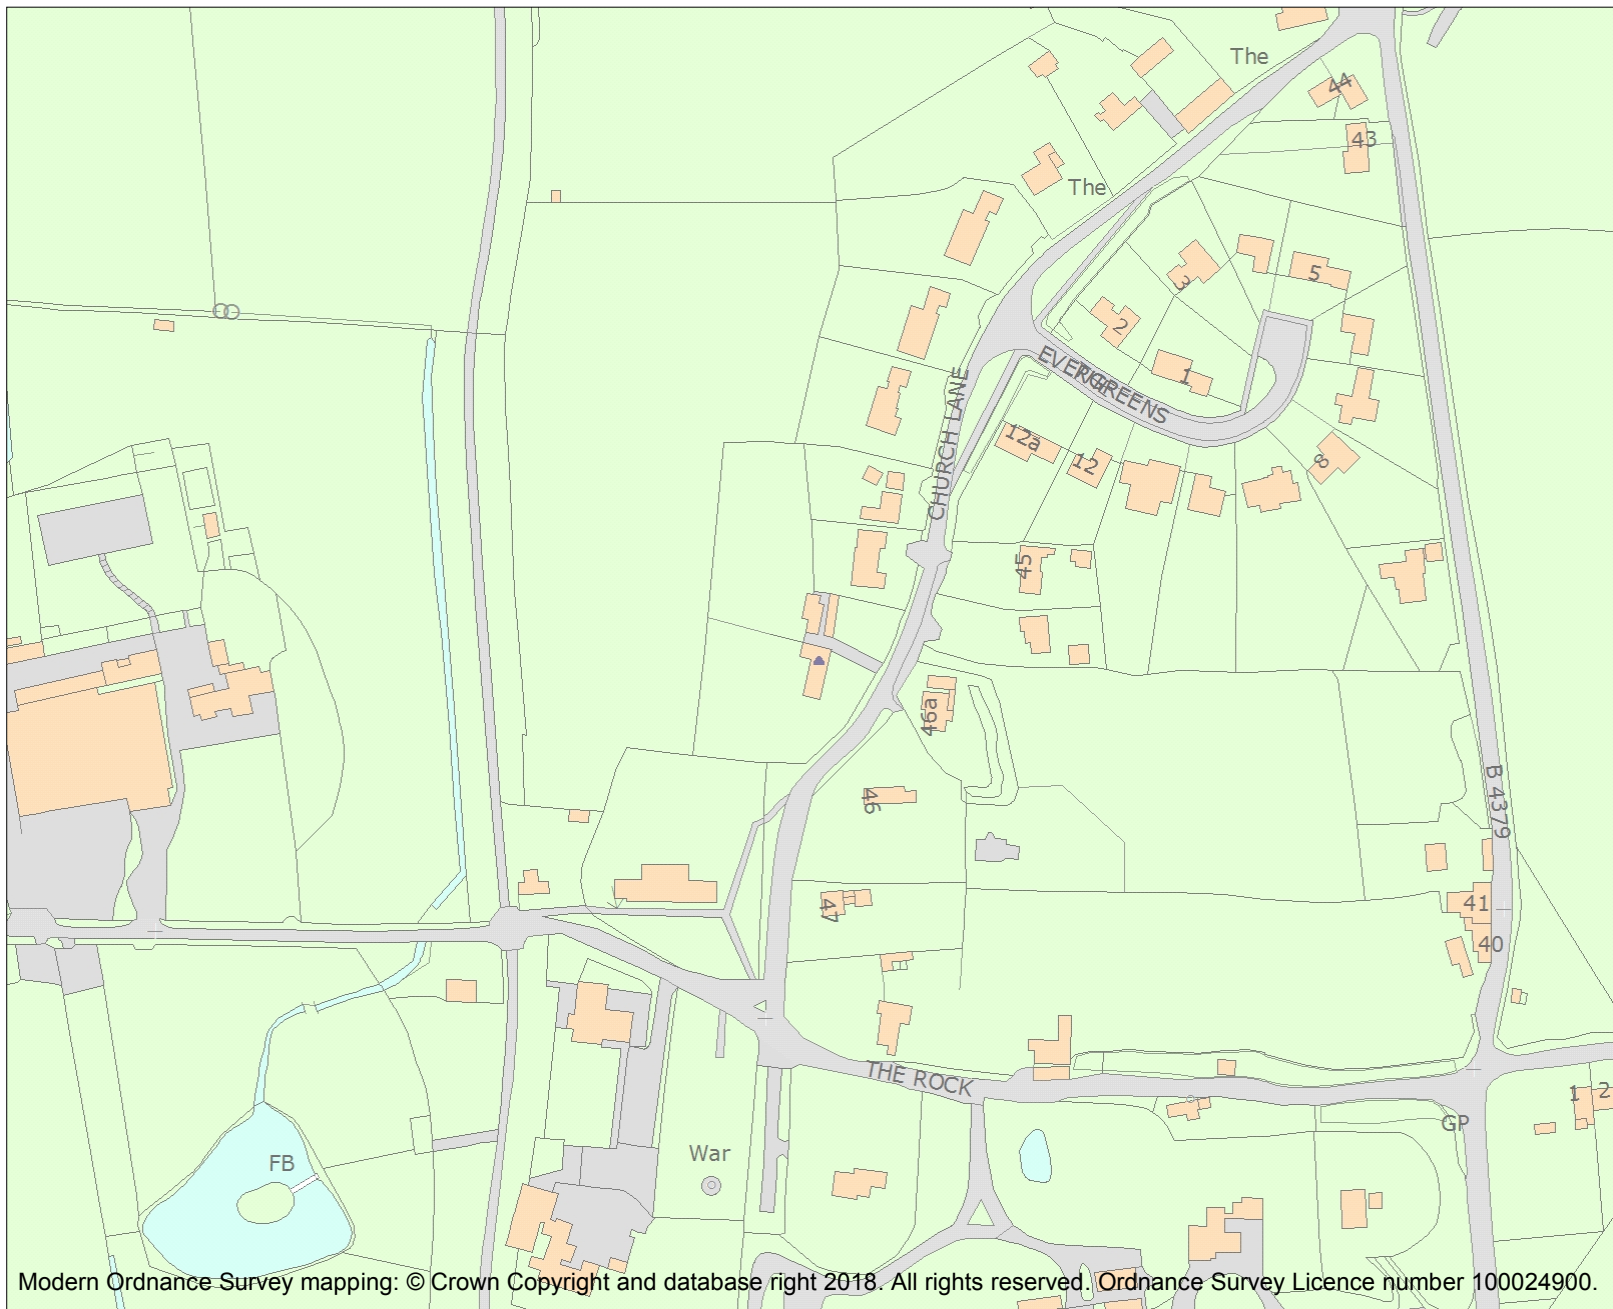 The
44
43
The
3
5
2
EVERGREENS
THE
1
CHURCH LANE
12a
12
8
45
46a
46
B 4379
47
41
40
THE ROCK
1
2
GP
War
FB
Modern Ordnance Survey mapping: © Crown Copyright and database right 2018. All rights reserved. Ordnance Survey Licence number 100024900.